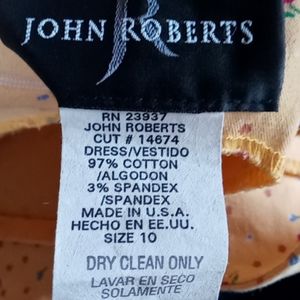 JOHN ROBERTS
RN 23937
JOHN ROBERTS
CUT # 14674
DRESS/VESTIDO
97% COTTON
/ALGODON
3% SPANDEX
/SPANDEX
MADE IN U.S.A.
HECHO EN EE.UU.
SIZE 10
DRY CLEAN ONLY
LAVAR EN SECO
SOLAMENTE